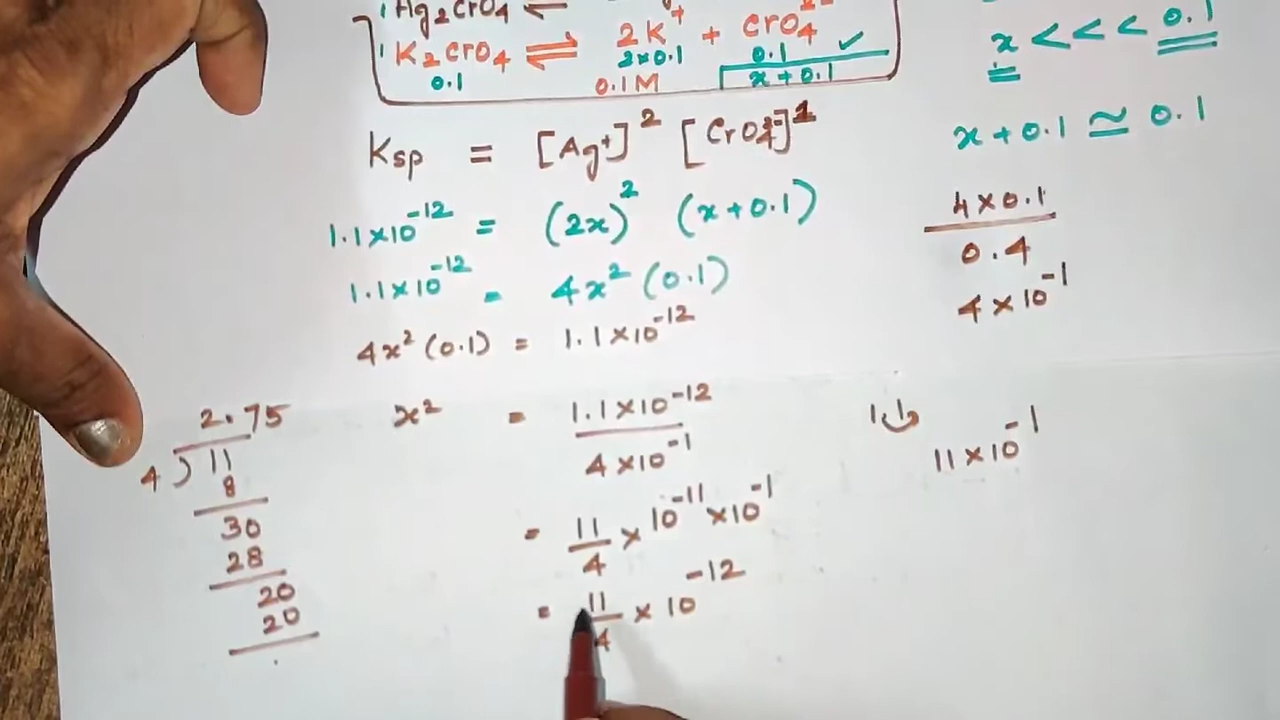 Ag₂CrO₄ ⇌
K₂CrO₄ ⇌ 2K⁺ + CrO₄²⁻
0.1 2×0.1 0.1 ✓
0.1M x+0.1
x <<< 0.1
x+0.1 ≃ 0.1
Ksp = [Ag⁺]² [CrO₄²⁻]¹
1.1×10⁻¹² = (2x)² (x+0.1)
1.1×10⁻¹² = 4x² (0.1)
4x² (0.1) = 1.1×10⁻¹²
4×0.1
0.4
4×10⁻¹
x² = 1.1×10⁻¹²
4×10⁻¹
= 11/4 × 10⁻¹¹×10⁻¹
= 11/4 × 10⁻¹²
2.75
4)11
8
30
28
20
20
1.1
11×10⁻¹